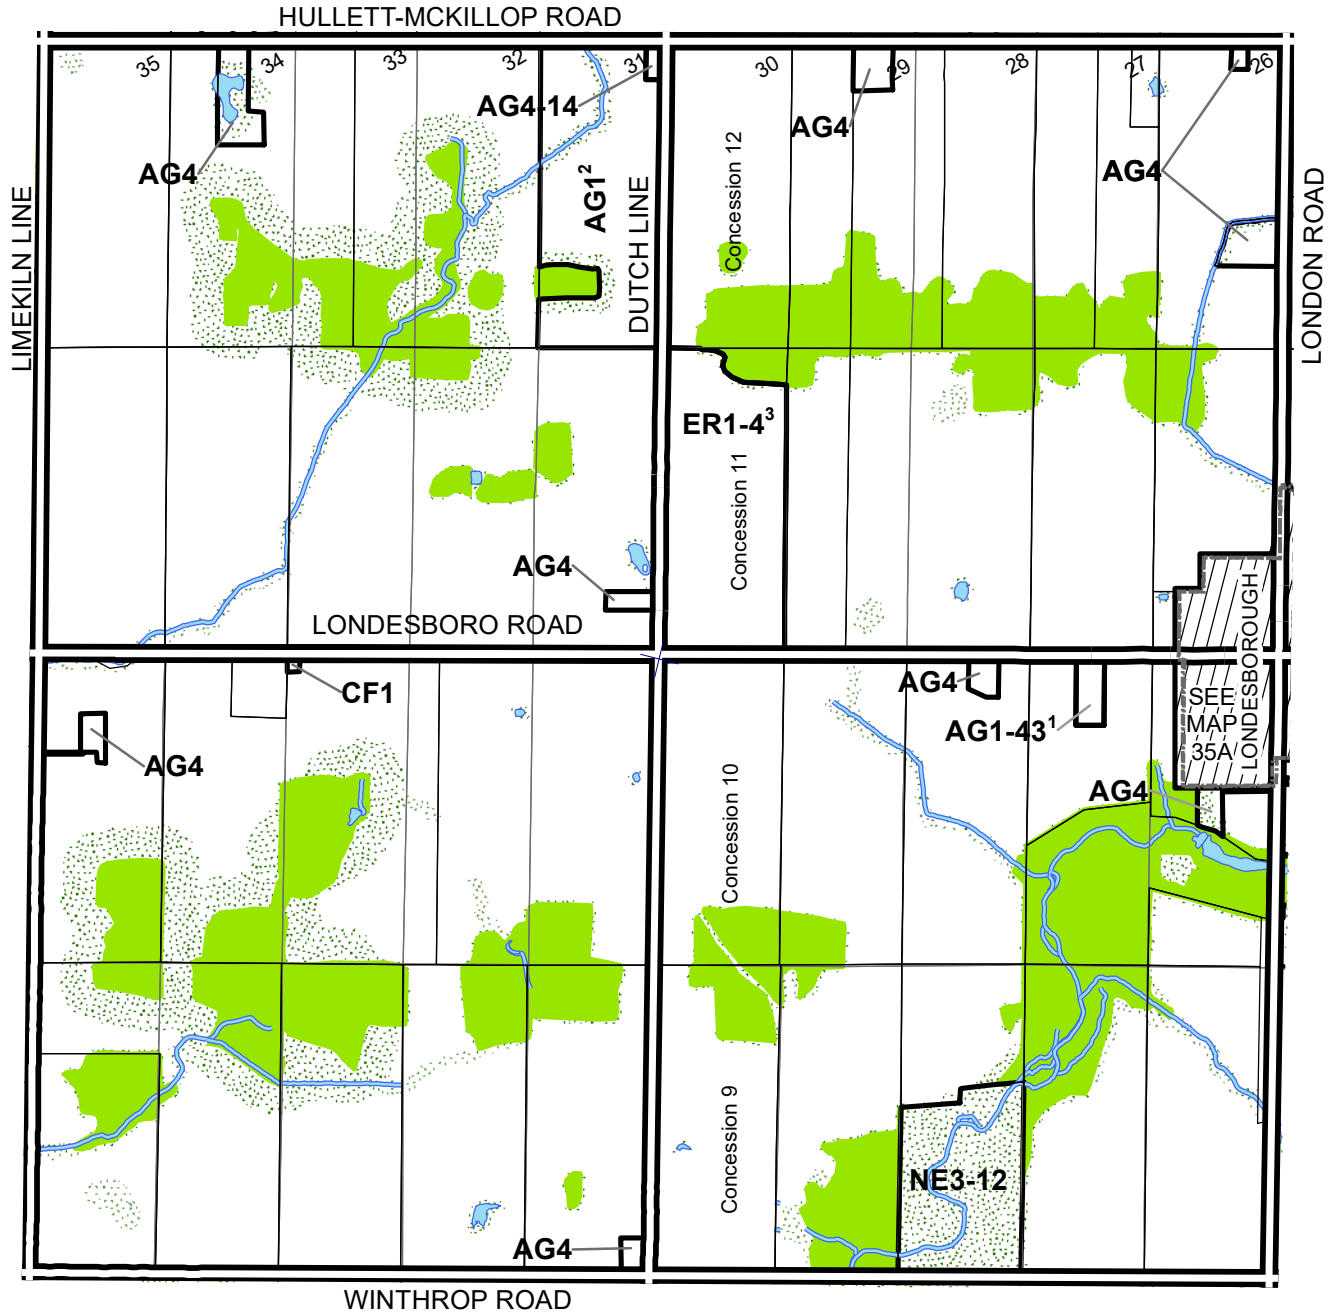 HULLETT-MCKILLOP ROAD
35
34
33
32
31
30
29
28
27
26
AG4-14
AG4
AG4
AG4
AG1²
DUTCH LINE
Concession 12
LIMEKILN LINE
LONDON ROAD
ER1-4³
Concession 11
AG4
LONDESBORO ROAD
LONDESBOROUGH
CF1
AG4
AG1-43¹
SEE
MAP
35A
AG4
AG4
Concession 10
Concession 9
NE3-12
AG4
WINTHROP ROAD